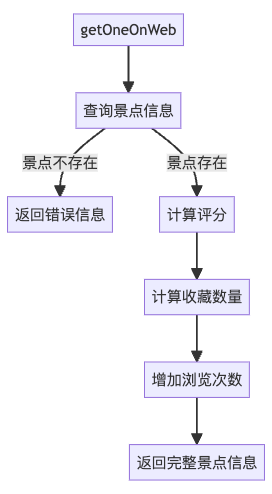 getOneOnWeb
查询景点信息
景点不存在
景点存在
返回错误信息
计算评分
计算收藏数量
增加浏览次数
返回完整景点信息